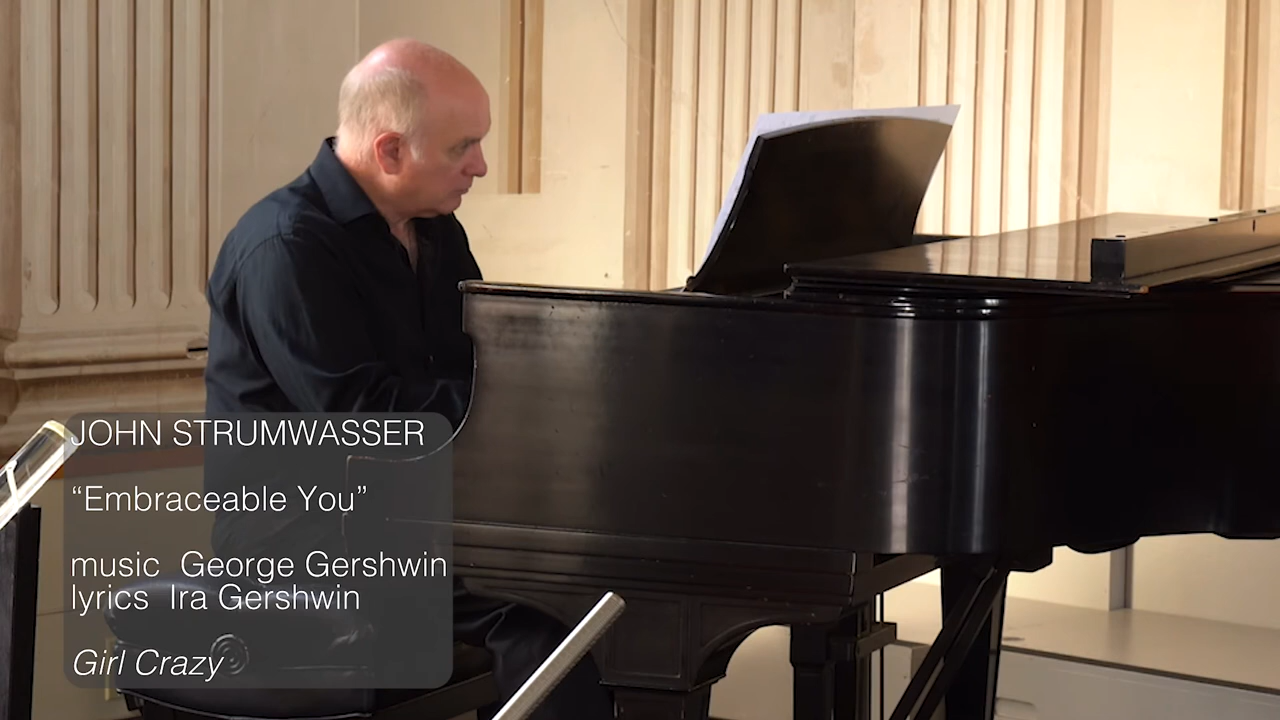 JOHN STRUMWASSER
“Embraceable You”
music George Gershwin
lyrics Ira Gershwin
Girl Crazy